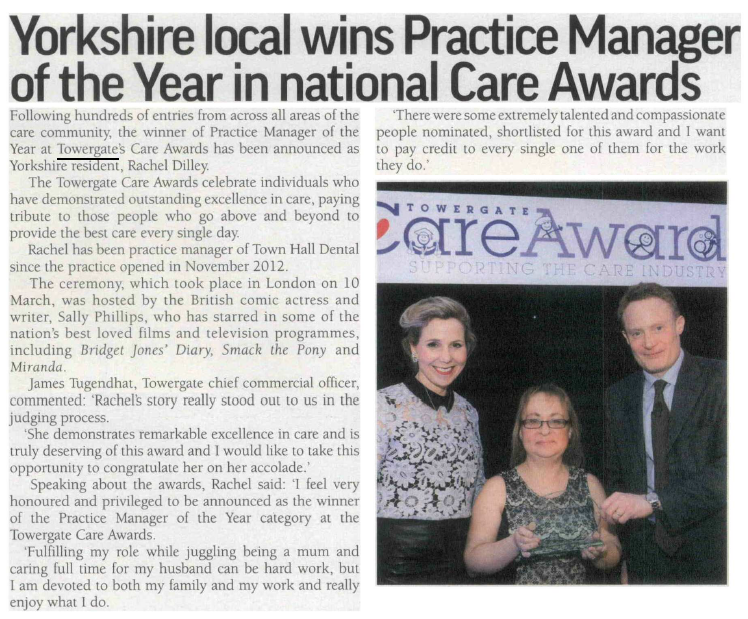 Yorkshire local wins Practice Manager
of the Year in national Care Awards
Following hundreds of entries from across all areas of the
care community, the winner of Practice Manager of the
Year at Towergate's Care Awards has been announced as
Yorkshire resident, Rachel Dilley.
The Towergate Care Awards celebrate individuals who
have demonstrated outstanding excellence in care, paying
tribute to those people who go above and beyond to
provide the best care every single day.
Rachel has been practice manager of Town Hall Dental
since the practice opened in November 2012.
The ceremony, which took place in London on 10
March, was hosted by the British comic actress and
writer, Sally Phillips, who has starred in some of the
nation's best loved films and television programmes,
including Bridget Jones' Diary, Smack the Pony and
Miranda.
James Tugendhat, Towergate chief commercial officer,
commented: 'Rachel's story really stood out to us in the
judging process.
'She demonstrates remarkable excellence in care and is
truly deserving of this award and I would like to take this
opportunity to congratulate her on her accolade.'
Speaking about the awards, Rachel said: 'I feel very
honoured and privileged to be announced as the winner
of the Practice Manager of the Year category at the
Towergate Care Awards.
'Fulfilling my role while juggling being a mum and
caring full time for my husband can be hard work, but
I am devoted to both my family and my work and really
enjoy what I do.
'There were some extremely talented and compassionate
people nominated, shortlisted for this award and I want
to pay credit to every single one of them for the work
they do.'
TOWERGATE
Care Award
SUPPORTING THE CARE INDUSTRY